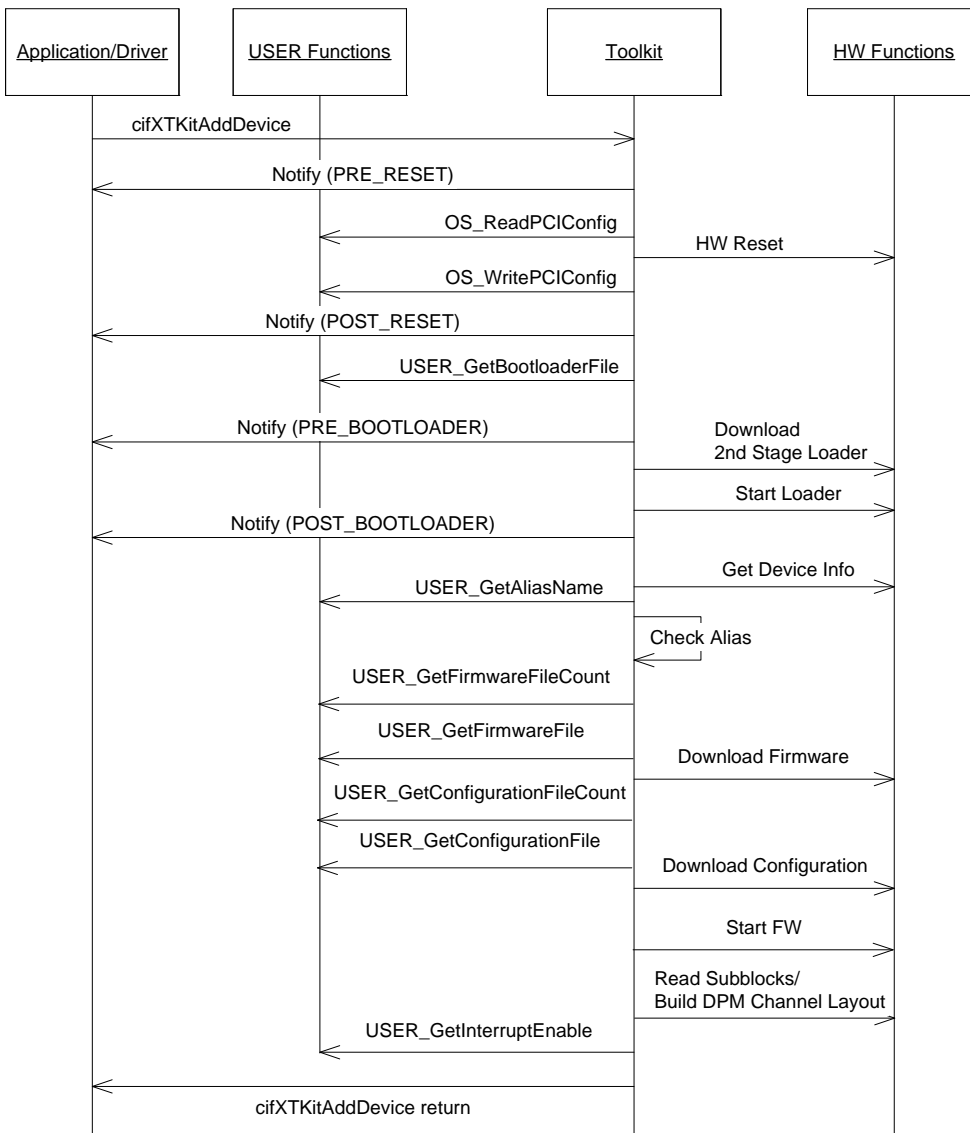 Application/Driver
USER Functions
Toolkit
HW Functions
cifXTKitAddDevice
Notify (PRE_RESET)
OS_ReadPCIConfig
HW Reset
OS_WritePCIConfig
Notify (POST_RESET)
USER_GetBootloaderFile
Notify (PRE_BOOTLOADER)
Download
2nd Stage Loader
Start Loader
Notify (POST_BOOTLOADER)
Get Device Info
USER_GetAliasName
Check Alias
USER_GetFirmwareFileCount
USER_GetFirmwareFile
Download Firmware
USER_GetConfigurationFileCount
USER_GetConfigurationFile
Download Configuration
Start FW
Read Subblocks/
Build DPM Channel Layout
USER_GetInterruptEnable
cifXTKitAddDevice return